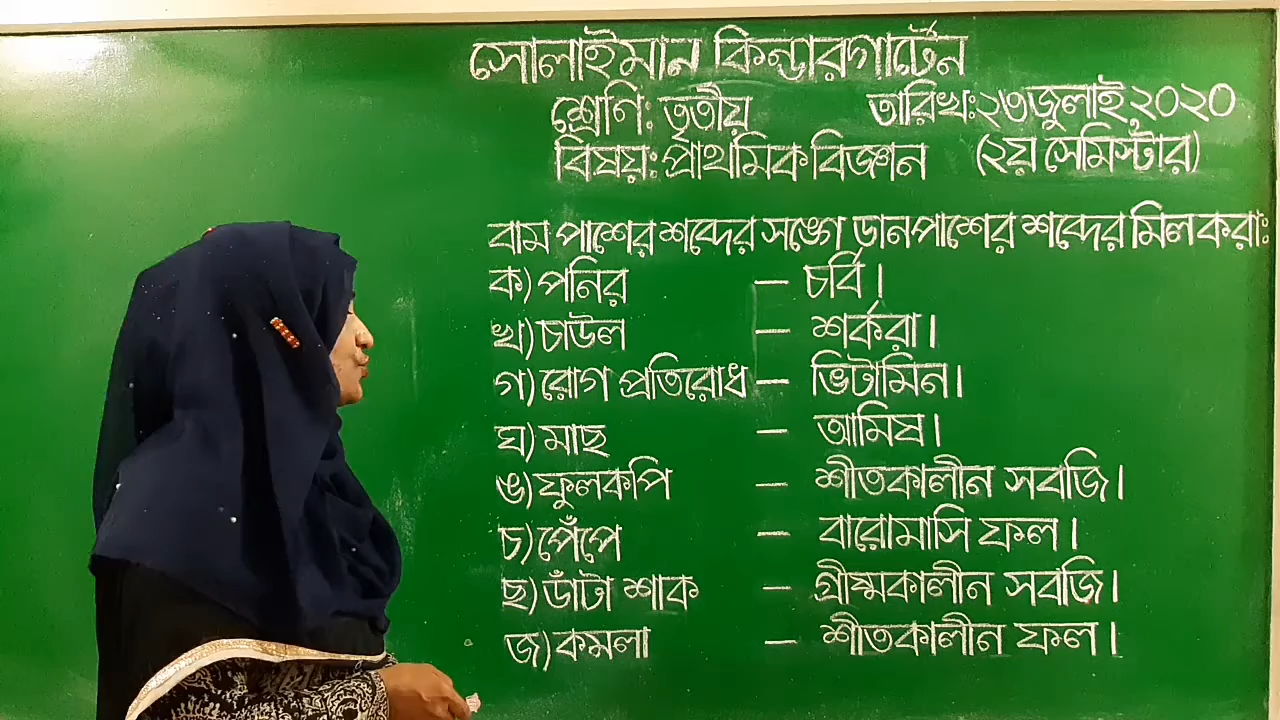 সোলাইমান কিন্ডারগার্টেন
শ্রেণি: তৃতীয় তারিখ:২৩জুলাই,২০২০
বিষয়: প্রাথমিক বিজ্ঞান (২য় সেমিস্টার)
বাম পাশের শব্দের সঙ্গে ডানপাশের শব্দের মিল করা:
ক) পনির – চর্বি।
খ) চাউল – শর্করা।
গ) রোগ প্রতিরোধ – ভিটামিন।
ঘ) মাছ – আমিষ।
ঙ) ফুলকপি – শীতকালীন সবজি।
চ) পেঁপে – বারোমাসি ফল।
ছ) ডাঁটা শাক – গ্রীষ্মকালীন সবজি।
জ) কমলা – শীতকালীন ফল।